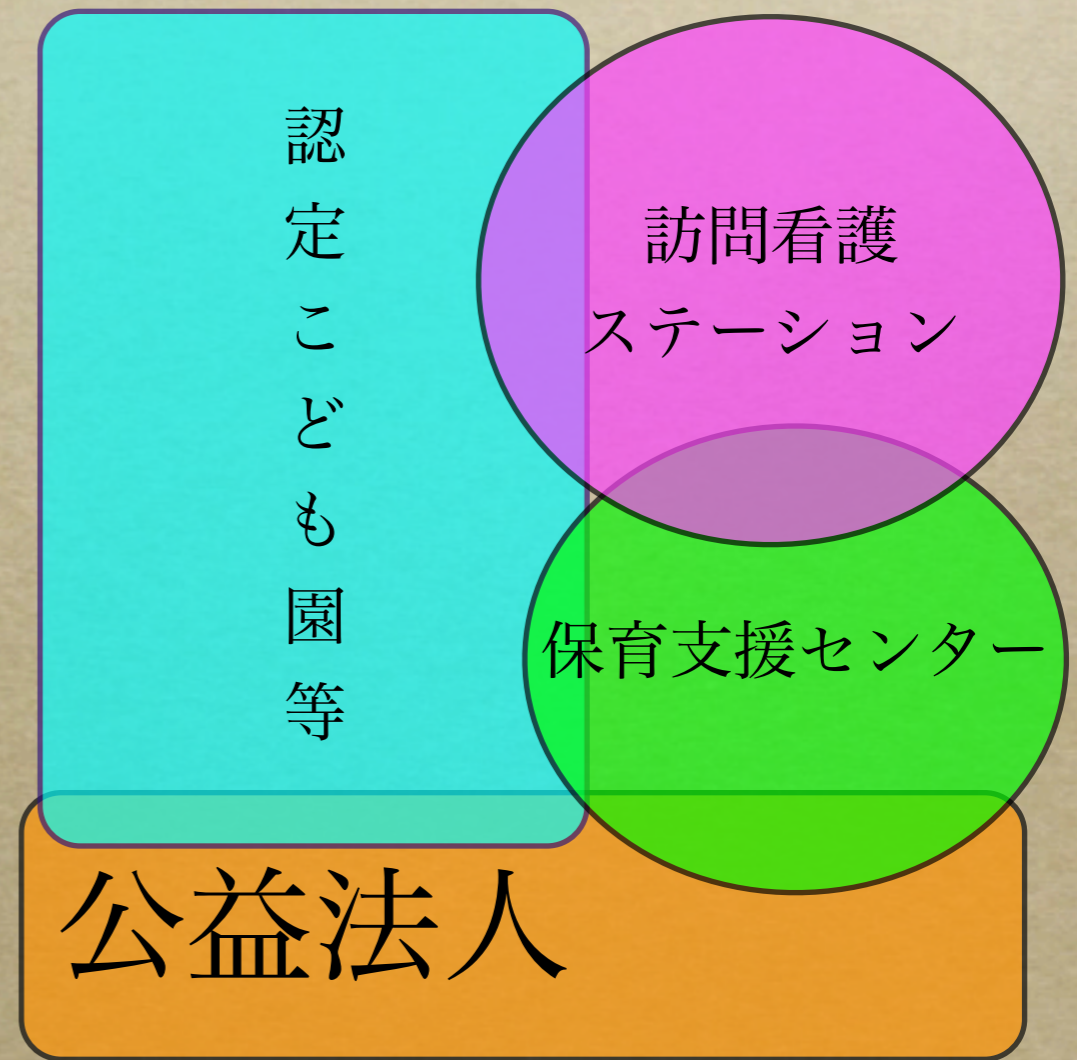 認定こども園等
訪問看護
ステーション
保育支援センター
公益法人